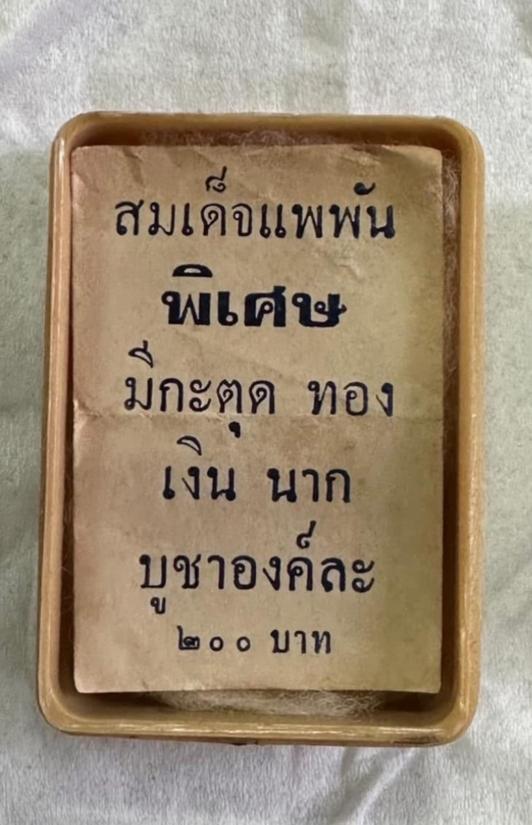 สมเด็จแพพัน
พิเศษ
มีกะตุด ทอง
เงิน นาก
บูชาองค์ละ
๒๐๐ บาท